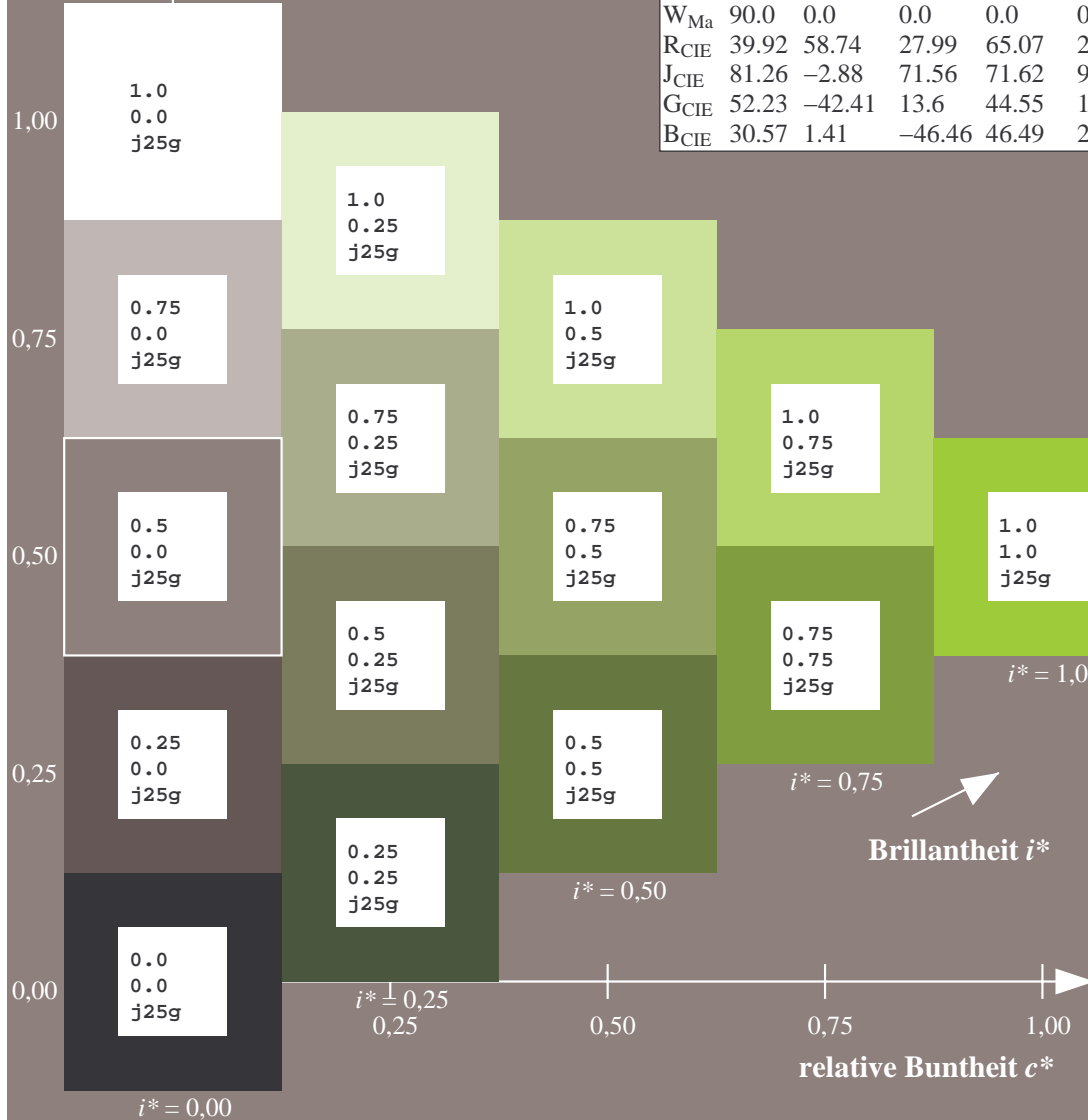 W_Ma 90.0 0.0 0.0 0.0
R_CIE 39.92 58.74 27.99 65.07
J_CIE 81.26 −2.88 71.56 71.62
G_CIE 52.23 −42.41 13.6 44.55
B_CIE 30.57 1.41 −46.46 46.49
1.0
0.0
j25g
1,00
1.0
0.25
j25g
0.75
0.0
j25g
0,75
1.0
0.5
j25g
0.75
0.25
j25g
1.0
0.75
j25g
0.5
0.0
j25g
0,50
0.75
0.5
j25g
1.0
1.0
j25g
0.5
0.25
j25g
0.75
0.75
j25g
i* = 1,0
0.25
0.0
j25g
0,25
0.5
0.5
j25g
i* = 0,75
Brillantheit i*
0.25
0.25
j25g
i* = 0,50
0.0
0.0
j25g
0,00
i* = 0,25
0,25 0,50 0,75 1,00
relative Buntheit c*
i* = 0,00